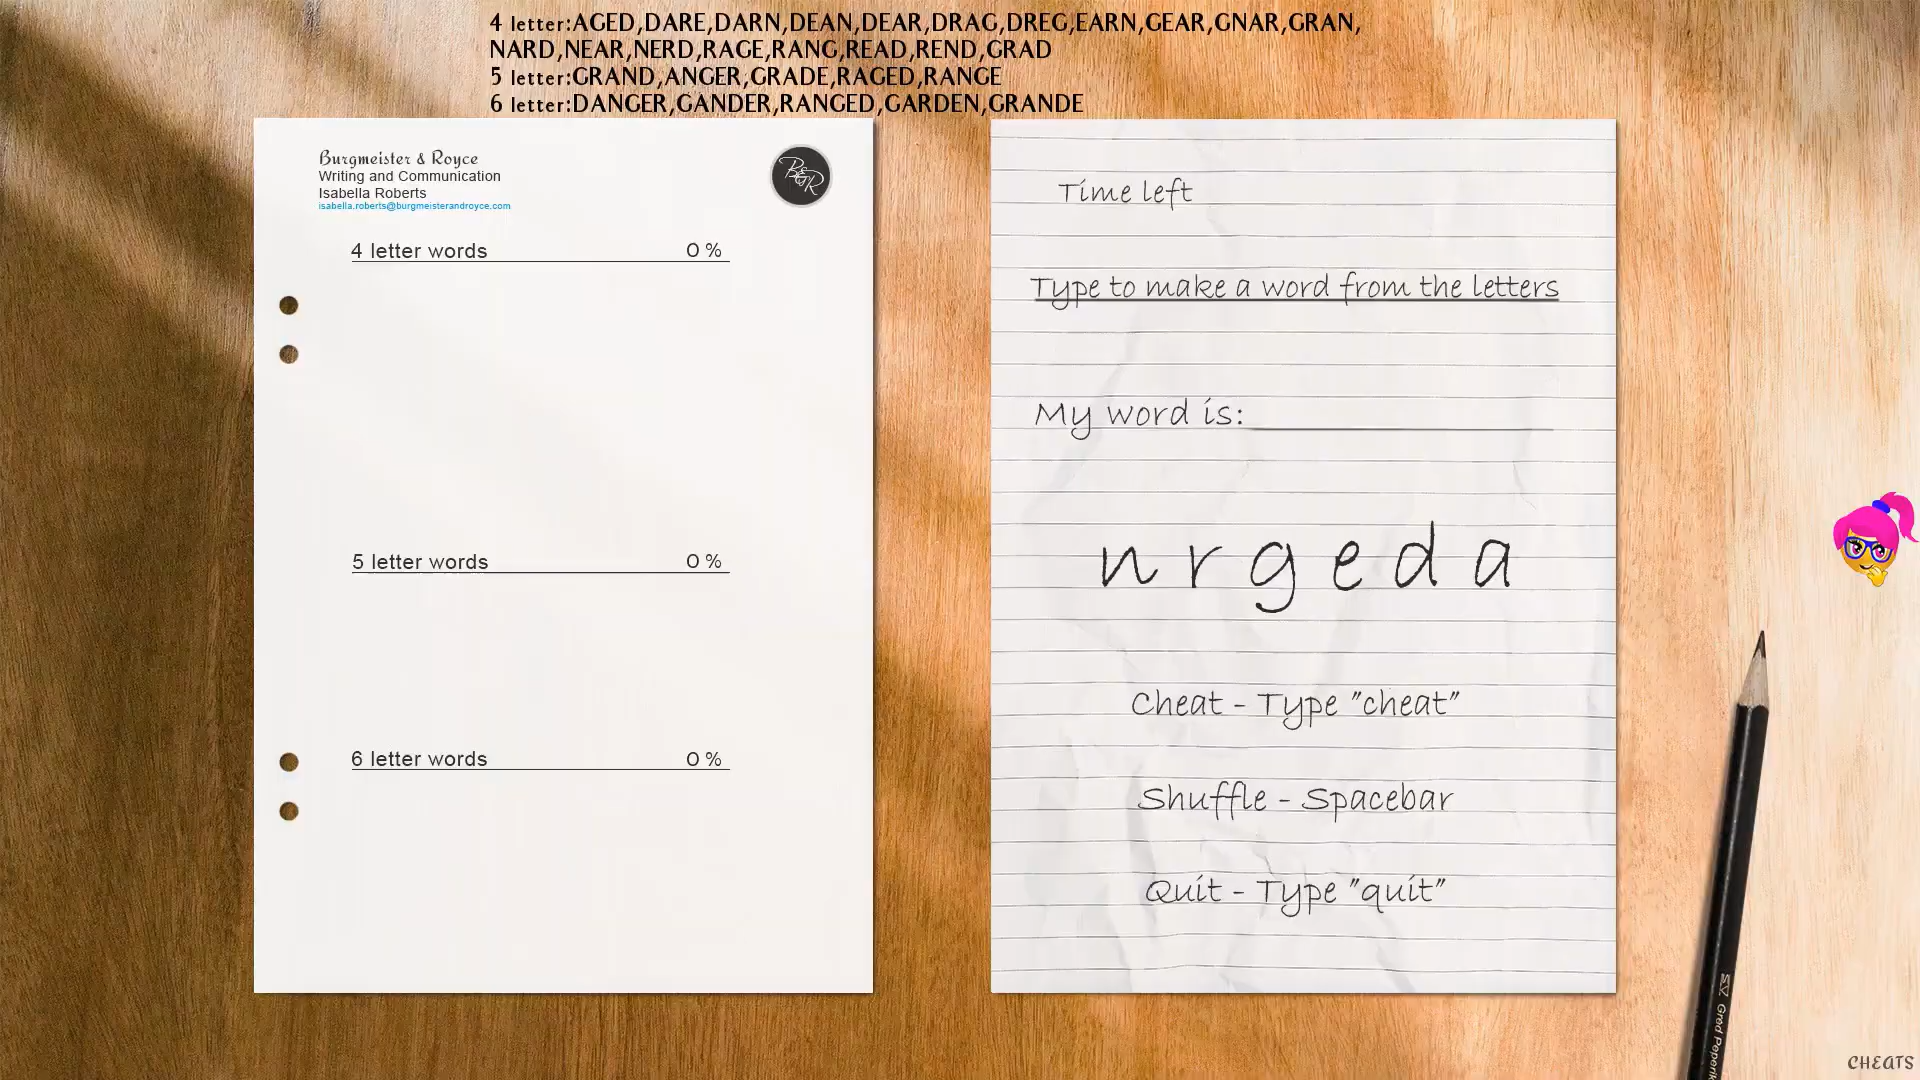 4 letter:AGED,DARE,DARN,DEAN,DEAR,DRAG,DREG,EARN,GEAR,GNAR,GRAN,
NARD,NEAR,NERD,RAGE,RANG,READ,REND,GRAD
5 letter:GRAND,ANGER,GRADE,RAGED,RANGE
6 letter:DANGER,GANDER,RANGED,GARDEN,GRANDE
Burgmeister & Royce
Writing and Communication
Isabella Roberts
isabella.roberts@burgmeisterandroyce.com
B&R
4 letter words 0 %
5 letter words 0 %
6 letter words 0 %
Time left
Type to make a word from the letters
My word is:
n r g e d a
Cheat - Type "cheat"
Shuffle - Spacebar
Quit - Type "quit"
CHEATS